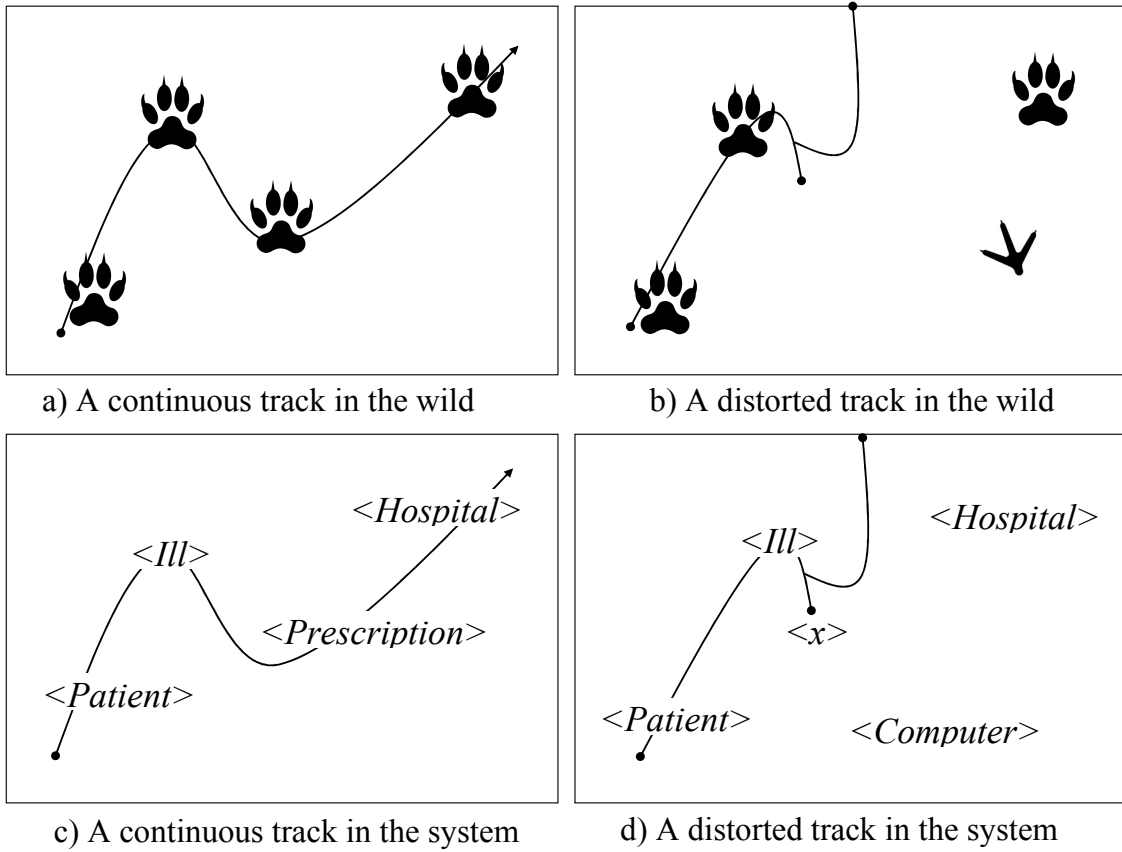 a) A continuous track in the wild
b) A distorted track in the wild
<Hospital>
<Ill>
<Prescription>
<Patient>
c) A continuous track in the system
<Hospital>
<Ill>
<x>
<Patient>
<Computer>
d) A distorted track in the system